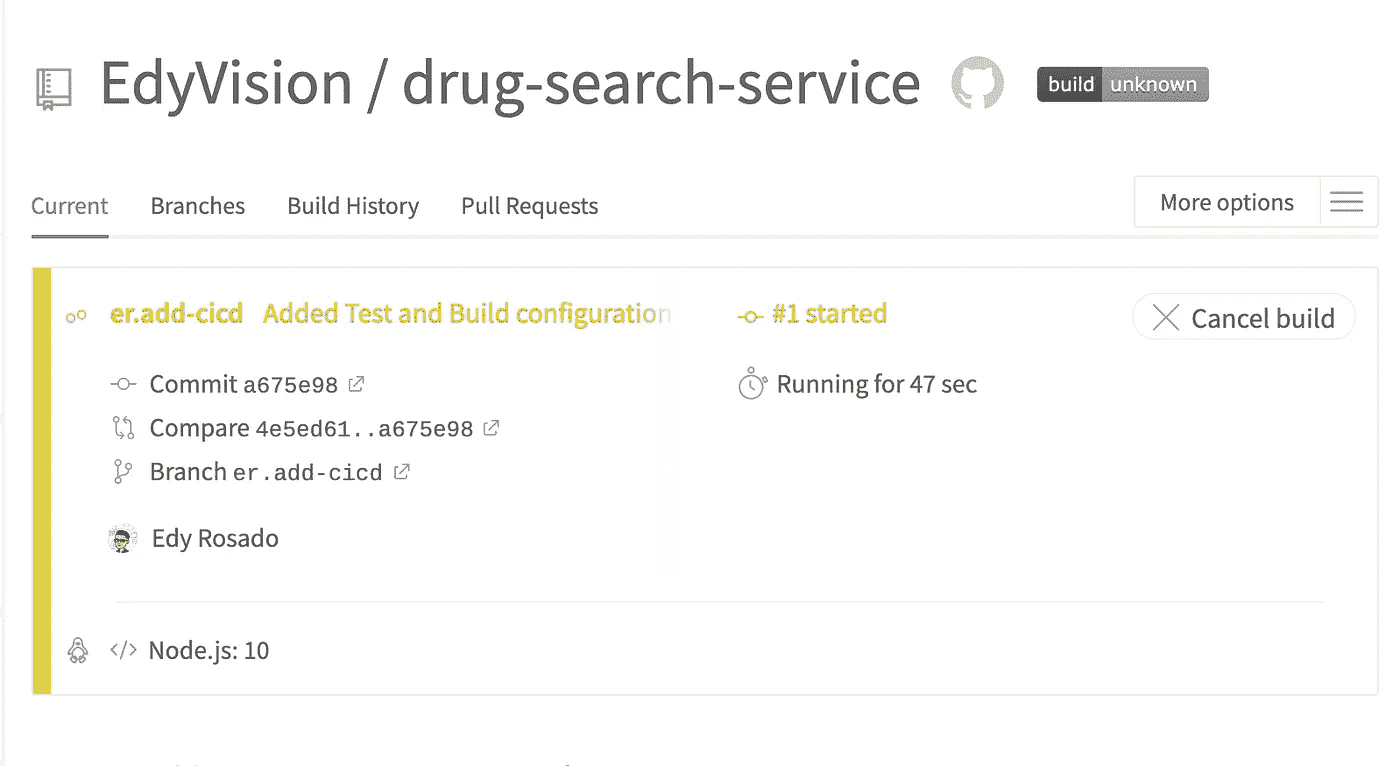 EdyVision / drug-search-service
build unknown
Current Branches Build History Pull Requests
More options
er.add-cicd Added Test and Build configuration
#1 started
Cancel build
Commit a675e98
Running for 47 sec
Compare 4e5ed61..a675e98
Branch er.add-cicd
Edy Rosado
</> Node.js: 10